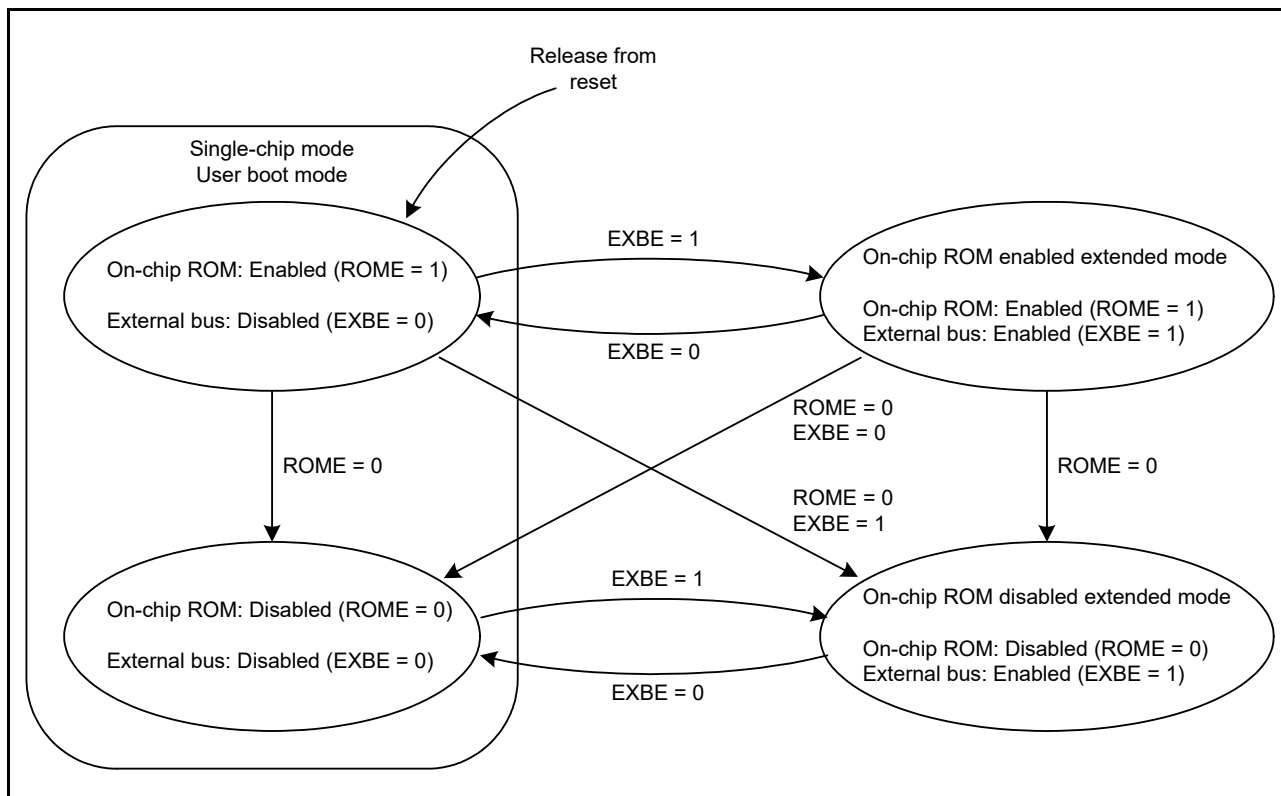 Release from
reset
Single-chip mode
User boot mode
On-chip ROM: Enabled (ROME = 1)
External bus: Disabled (EXBE = 0)
EXBE = 1
EXBE = 0
On-chip ROM enabled extended mode
On-chip ROM: Enabled (ROME = 1)
External bus: Enabled (EXBE = 1)
ROME = 0
ROME = 0
EXBE = 0
ROME = 0
EXBE = 1
ROME = 0
On-chip ROM: Disabled (ROME = 0)
External bus: Disabled (EXBE = 0)
EXBE = 1
EXBE = 0
On-chip ROM disabled extended mode
On-chip ROM: Disabled (ROME = 0)
External bus: Enabled (EXBE = 1)